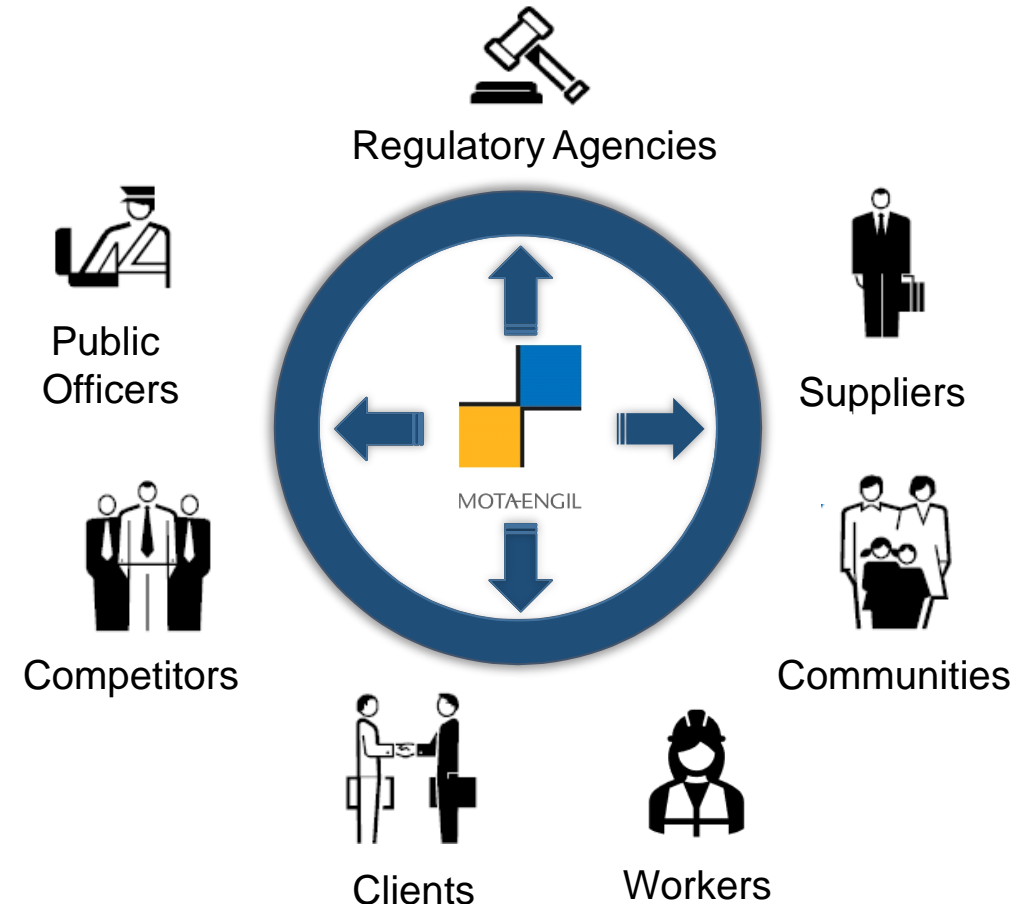 Regulatory Agencies
Public
Officers
Suppliers
MOTA-ENGIL
Competitors
Communities
Clients
Workers